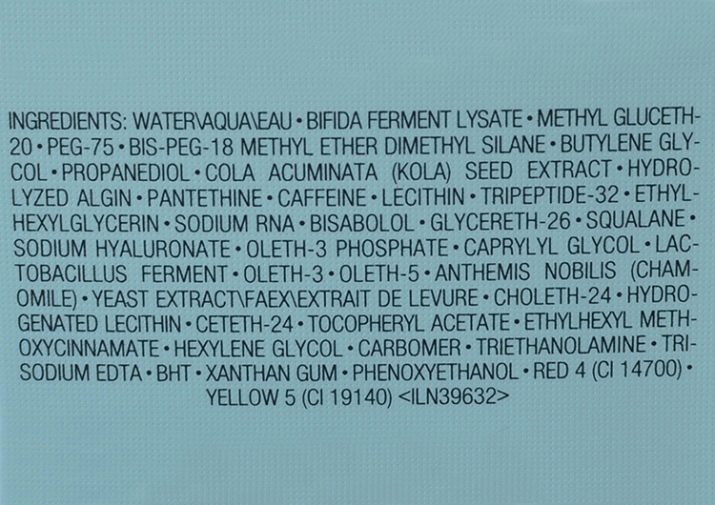 INGREDIENTS: WATER\AQUA\EAU • BIFIDA FERMENT LYSATE • METHYL GLUCETH-
20 • PEG-75 • BIS-PEG-18 METHYL ETHER DIMETHYL SILANE • BUTYLENE GLY-
COL • PROPANEDIOL • COLA ACUMINATA (KOLA) SEED EXTRACT • HYDRO-
LYZED ALGIN • PANTETHINE • CAFFEINE • LECITHIN • TRIPEPTIDE-32 • ETHYL-
HEXYLGLYCERIN • SODIUM RNA • BISABOLOL • GLYCERETH-26 • SQUALANE •
SODIUM HYALURONATE • OLETH-3 PHOSPHATE • CAPRYLYL GLYCOL • LAC-
TOBACILLUS FERMENT • OLETH-3 • OLETH-5 • ANTHEMIS NOBILIS (CHAM-
OMILE) • YEAST EXTRACT\FAEX\EXTRAIT DE LEVURE • CHOLETH-24 • HYDRO-
GENATED LECITHIN • CETETH-24 • TOCOPHERYL ACETATE • ETHYLHEXYL METH-
OXYCINNAMATE • HEXYLENE GLYCOL • CARBOMER • TRIETHANOLAMINE • TRI-
SODIUM EDTA • BHT • XANTHAN GUM • PHENOXYETHANOL • RED 4 (CI 14700) •
YELLOW 5 (CI 19140) <ILN39632>